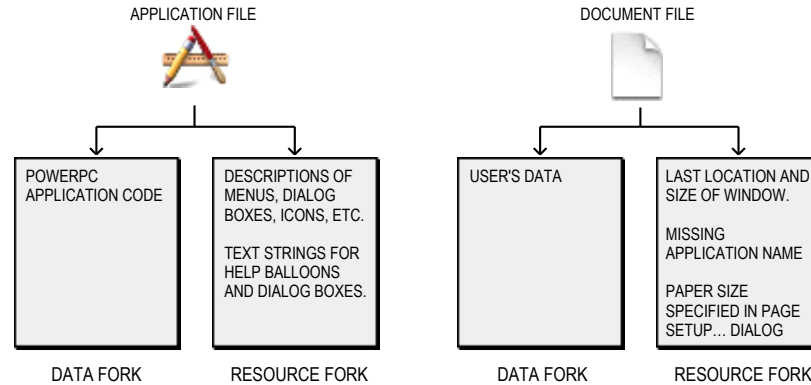 APPLICATION FILE
POWERPC
APPLICATION CODE
DESCRIPTIONS OF
MENUS, DIALOG
BOXES, ICONS, ETC.
TEXT STRINGS FOR
HELP BALLOONS
AND DIALOG BOXES.
DATA FORK
RESOURCE FORK
DOCUMENT FILE
USER'S DATA
LAST LOCATION AND
SIZE OF WINDOW.
MISSING
APPLICATION NAME
PAPER SIZE
SPECIFIED IN PAGE
SETUP... DIALOG
DATA FORK
RESOURCE FORK